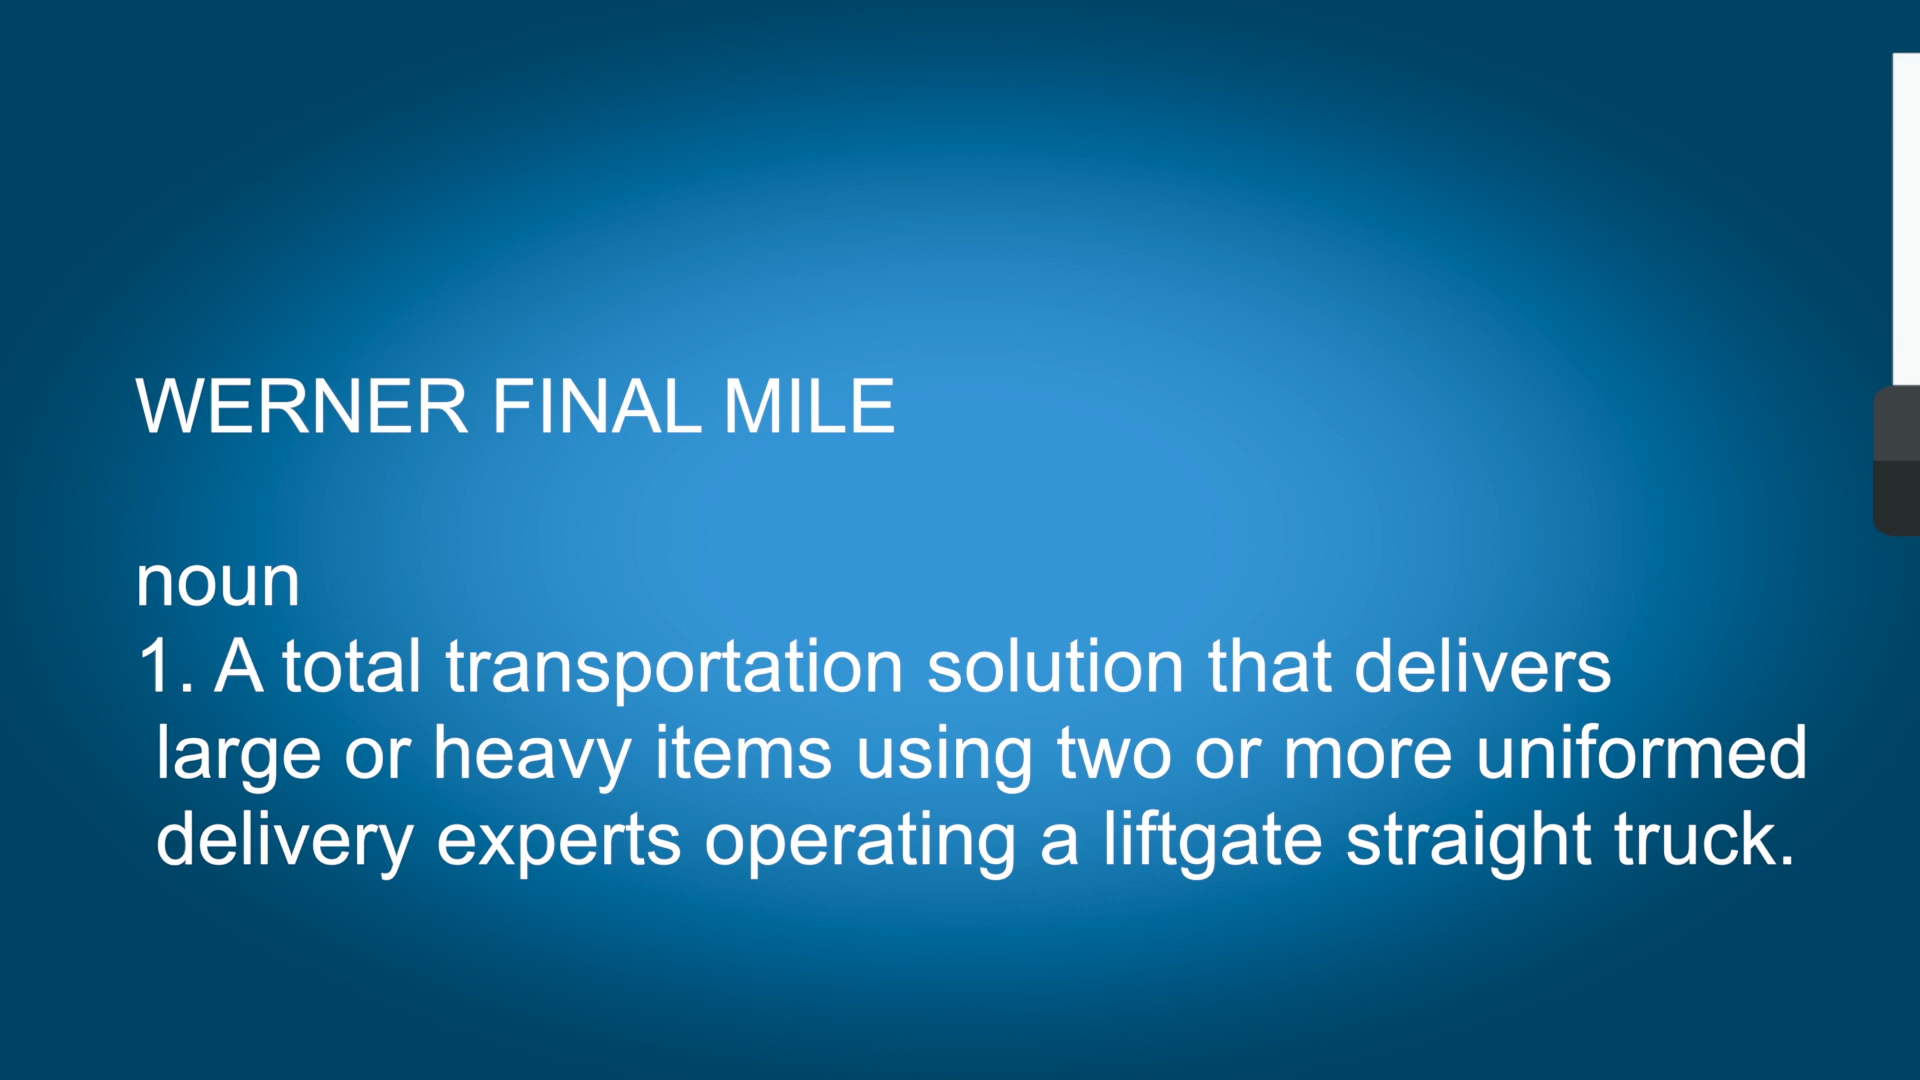 WERNER FINAL MILE
noun
1. A total transportation solution that delivers
large or heavy items using two or more uniformed
delivery experts operating a liftgate straight truck.